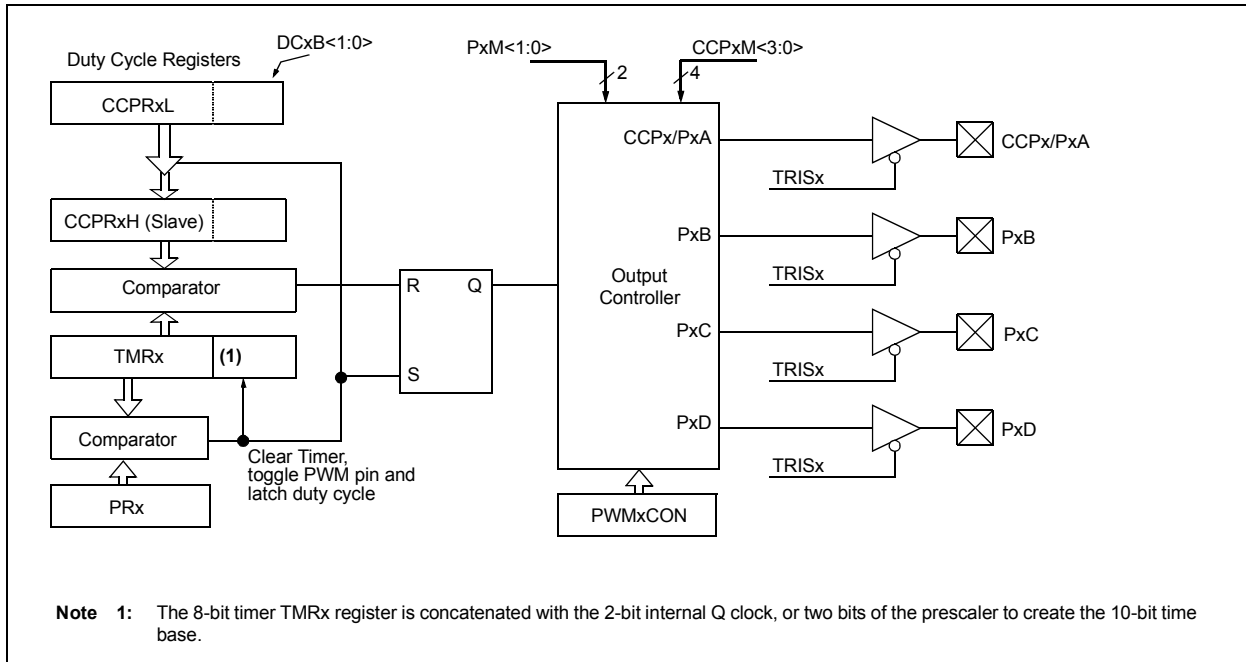 DCxB<1:0>
Duty Cycle Registers
CCPRxL
CCPRxH (Slave)
Comparator
TMRx
(1)
Comparator
PRx
Clear Timer,
toggle PWM pin and
latch duty cycle
R
Q
S
PxM<1:0>
2
CCPxM<3:0>
4
CCPx/PxA
PxB
Output
Controller
PxC
PxD
PWMxCON
TRISx
CCPx/PxA
TRISx
PxB
TRISx
PxC
TRISx
PxD
Note 1: The 8-bit timer TMRx register is concatenated with the 2-bit internal Q clock, or two bits of the prescaler to create the 10-bit time
base.